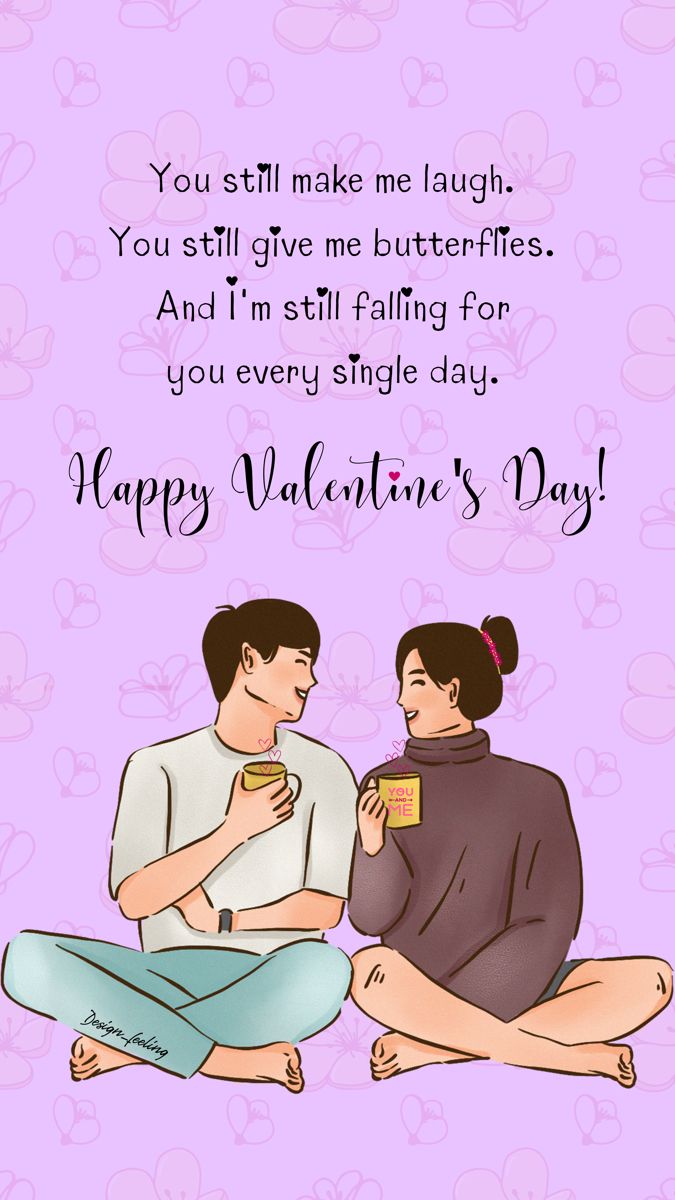 You still make me laugh.
You still give me butterflies.
And I'm still falling for
you every single day.
Happy Valentine's Day!
YOU
AND
ME
Design_feeling